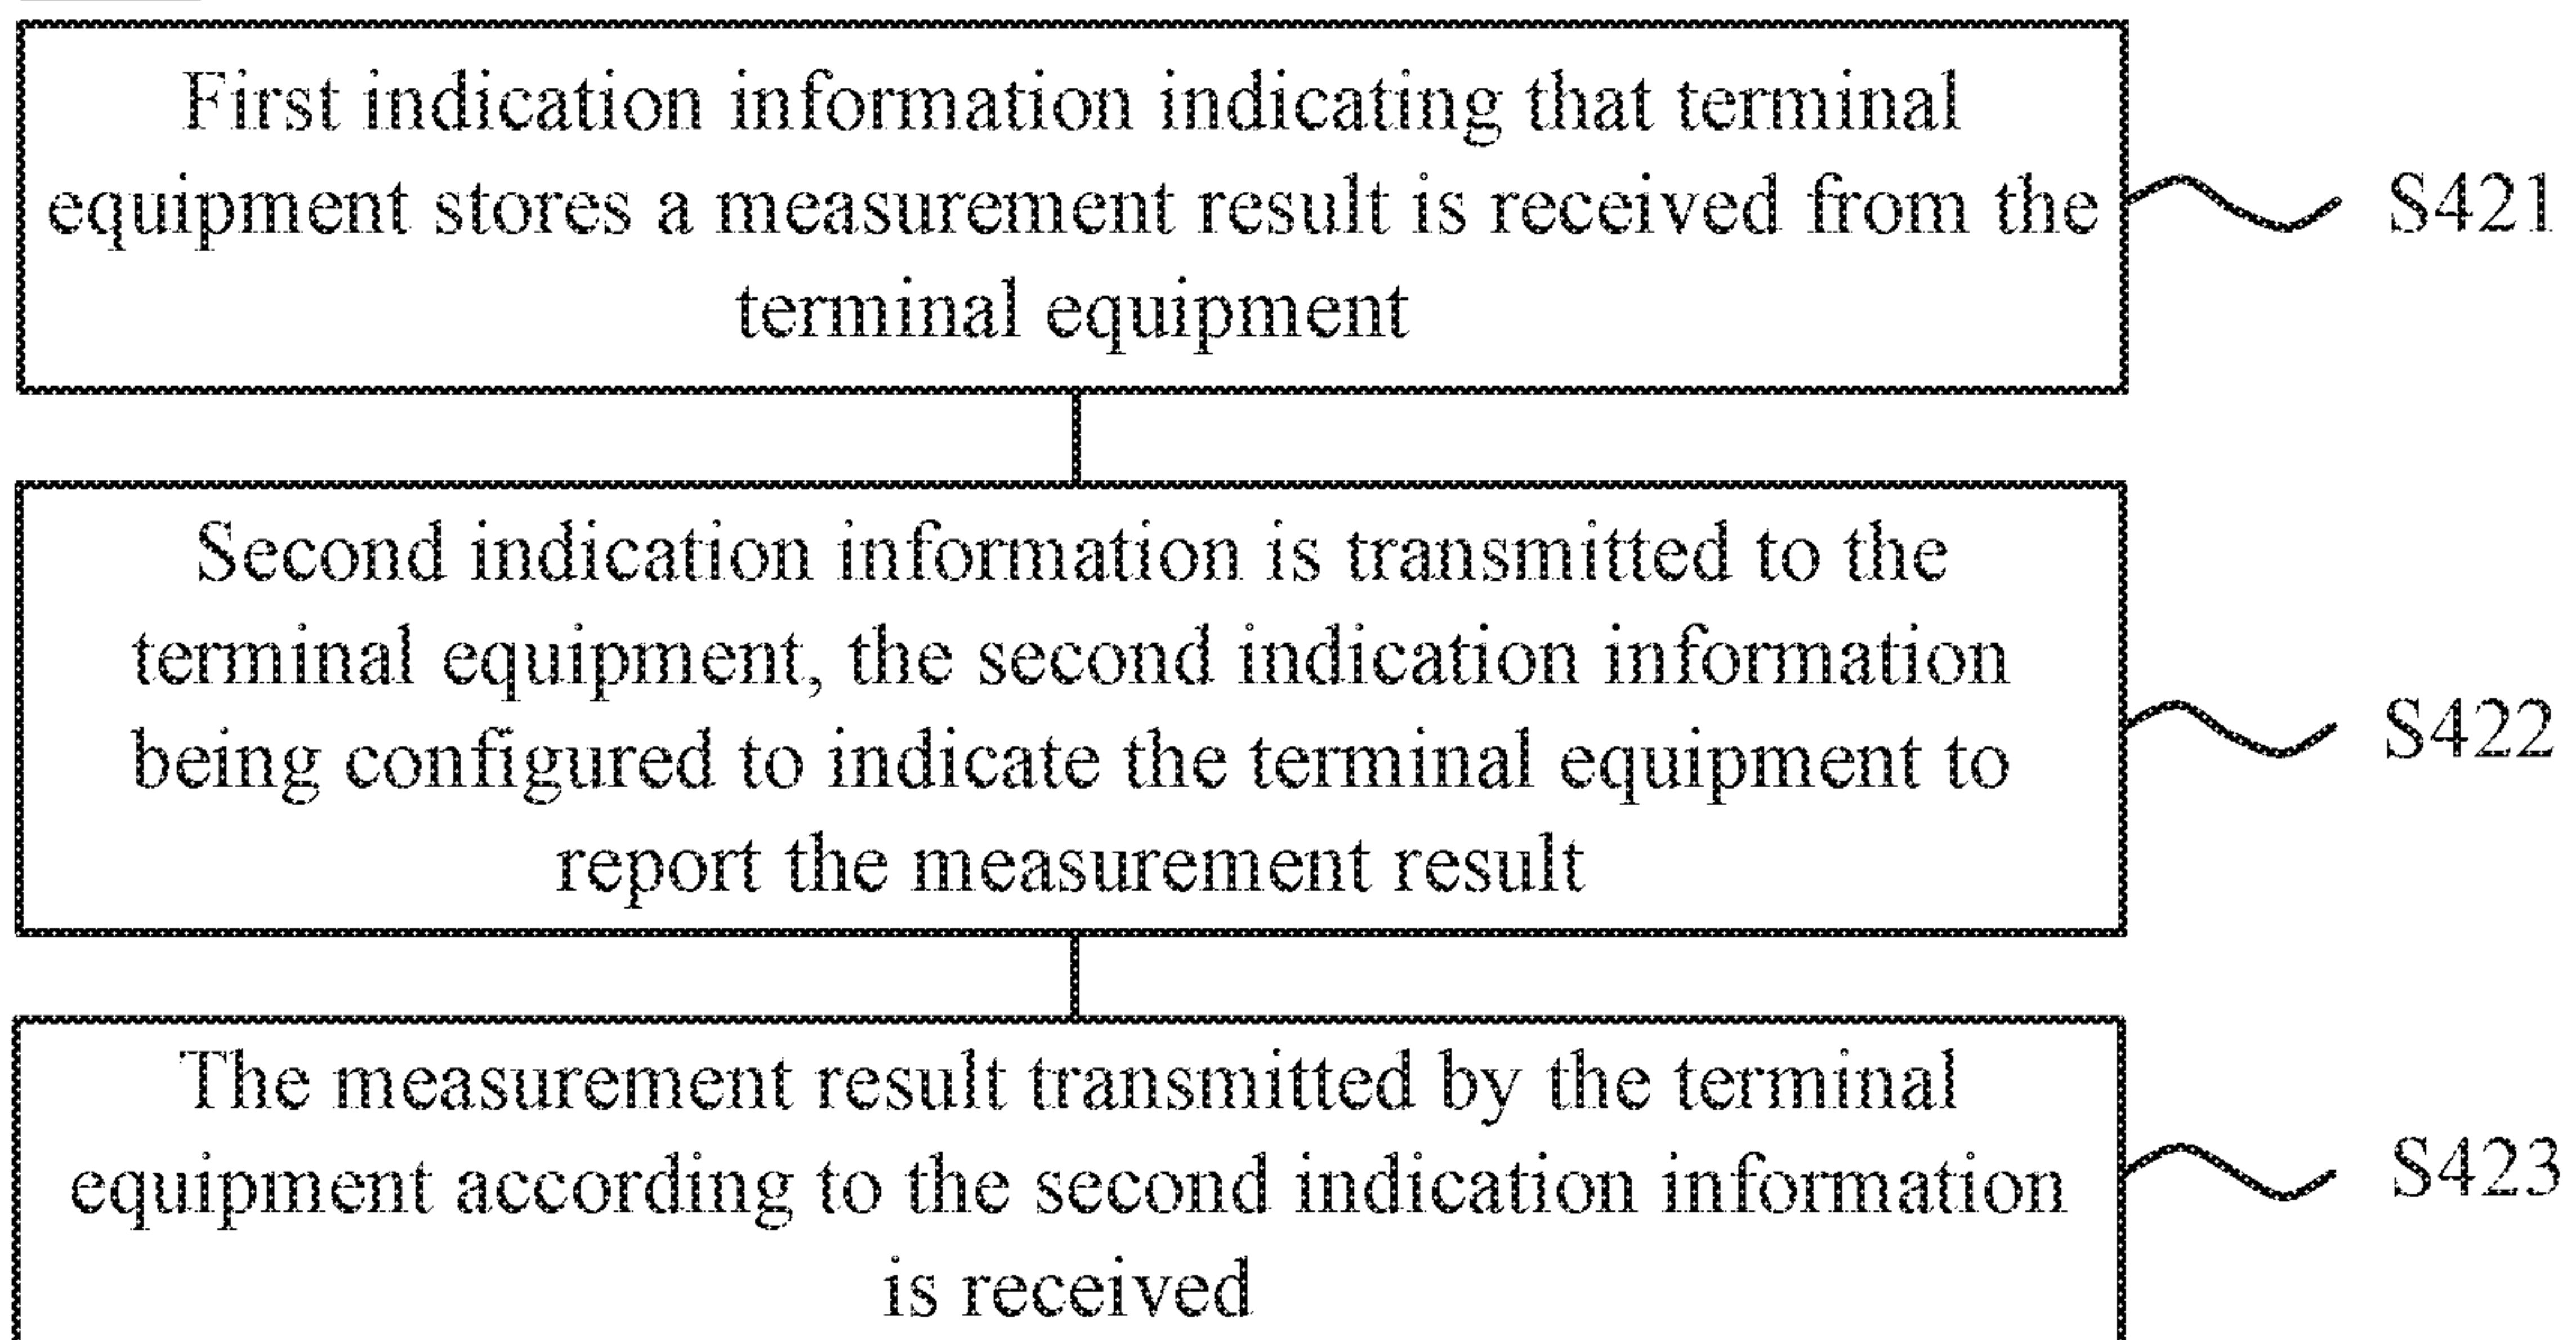 First indication information indicating that terminal
equipment stores a measurement result is received from the
terminal equipment
S421
Second indication information is transmitted to the
terminal equipment, the second indication information
being configured to indicate the terminal equipment to
report the measurement result
S422
The measurement result transmitted by the terminal
equipment according to the second indication information
is received
S423